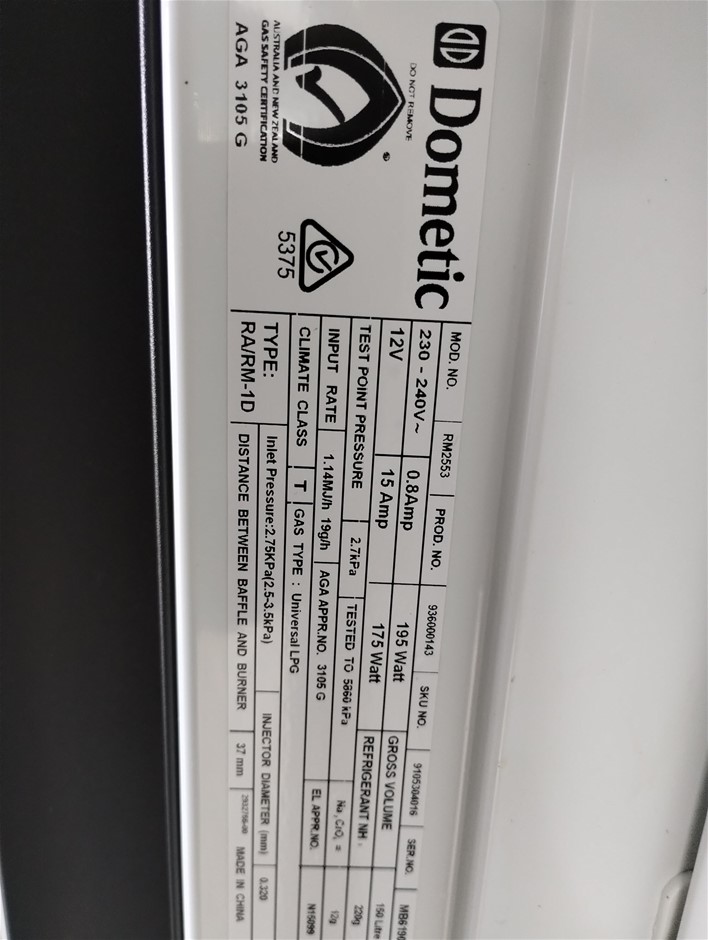 Dometic
DO NOT REMOVE
®
AUSTRALIA AND NEW ZEALAND
GAS SAFETY CERTIFICATION
AGA 3105 G
5375
MOD. NO. RM2553 PROD. NO. 936000143 SKU NO. 9105304016 SER.NO.
230 - 240V~ 0.8Amp 195 Watt GROSS VOLUME 150 Litre
12V 15 Amp 175 Watt REFRIGERANT NH 220g
TEST POINT PRESSURE 2.7kPa TESTED TO 5860 kPa 12g
INPUT RATE 1.14MJ/h 19g/h AGA APPR.NO. 3105 G EL APPR.NO. N15099
CLIMATE CLASS T GAS TYPE : Universal LPG
TYPE: Inlet Pressure:2.75KPa(2.5-3.5kPa) INJECTOR DIAMETER (mm) 0.320
RA/RM-1D DISTANCE BETWEEN BAFFLE AND BURNER 37 mm MADE IN CHINA